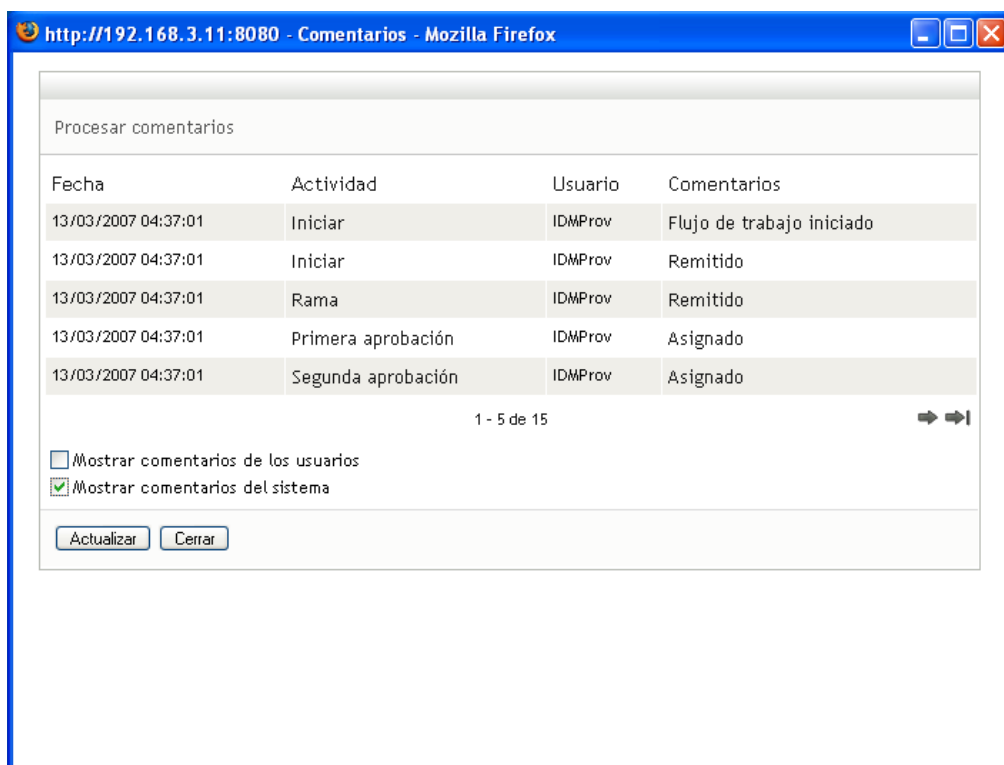 http://192.168.3.11:8080 - Comentarios - Mozilla Firefox
Procesar comentarios
Fecha Actividad Usuario Comentarios
13/03/2007 04:37:01 Iniciar IDMProv Flujo de trabajo iniciado
13/03/2007 04:37:01 Iniciar IDMProv Remitido
13/03/2007 04:37:01 Rama IDMProv Remitido
13/03/2007 04:37:01 Primera aprobación IDMProv Asignado
13/03/2007 04:37:01 Segunda aprobación IDMProv Asignado
1 - 5 de 15
Mostrar comentarios de los usuarios
Mostrar comentarios del sistema
Actualizar Cerrar